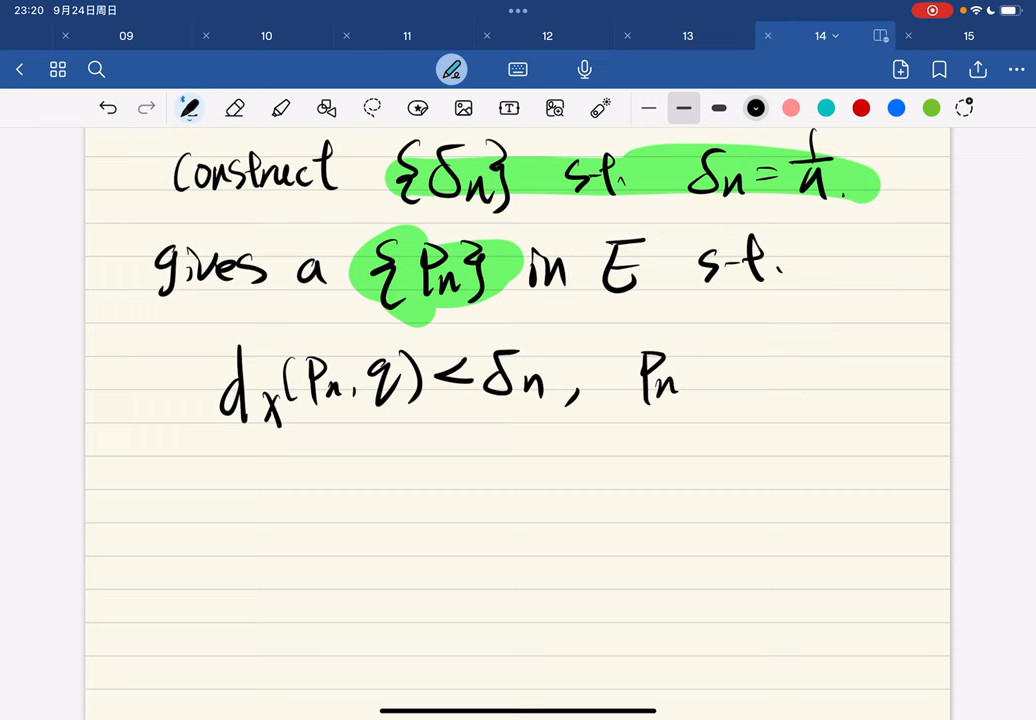 23:20 9月24日周日
09 10 11 12 13 14 15
construct {δn} s.t. δn = 1/n.
gives a {Pn} in E s.t.
dx(Pn, q) < δn, Pn